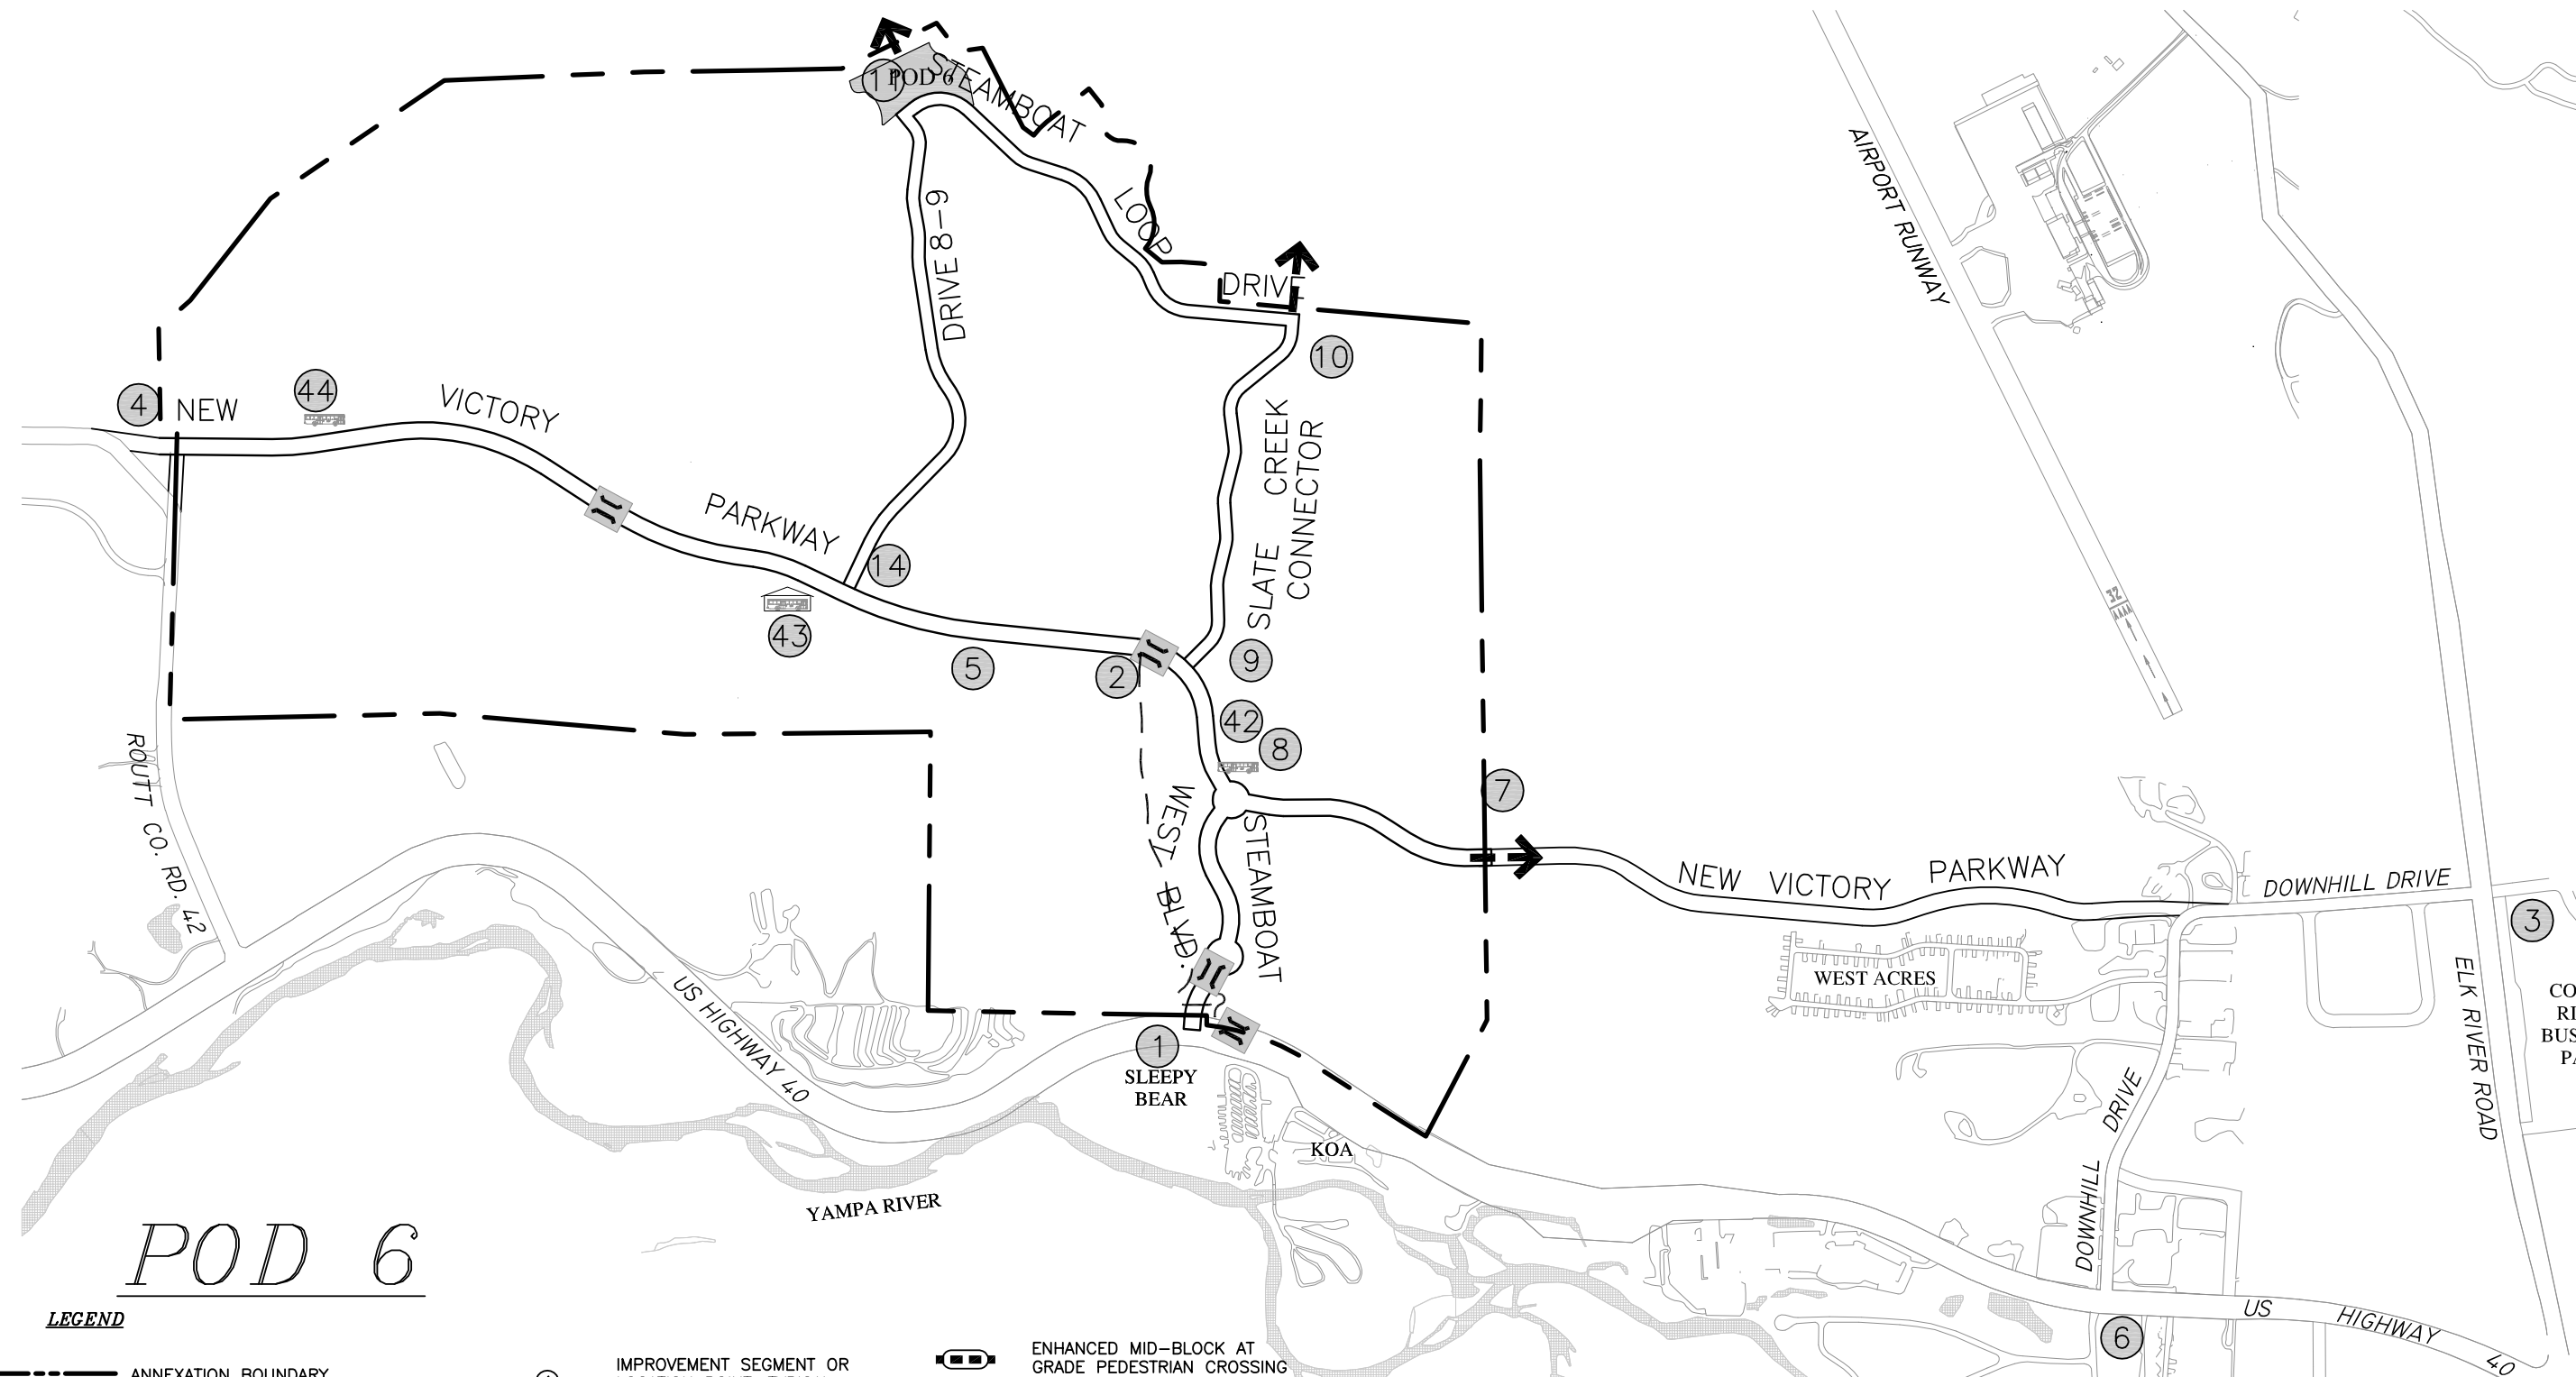 11
POD 6
STEAMBOAT
LOOP
DRIVE
DRIVE 8-9
10
4
NEW
44
VICTORY
PARKWAY
14
43
5
2
SLATE CREEK
CONNECTOR
9
42
8
7
WEST BLVD.
STEAMBOAT
NEW VICTORY PARKWAY
AIRPORT RUNWAY
32
DOWNHILL DRIVE
3
WEST ACRES
ELK RIVER ROAD
ROUTT CO. RD. 42
US HIGHWAY 40
1
SLEEPY
BEAR
KOA
YAMPA RIVER
DOWNHILL DRIVE
US HIGHWAY 40
6
POD 6
LEGEND
ANNEXATION BOUNDARY
IMPROVEMENT SEGMENT OR
ENHANCED MID-BLOCK AT
GRADE PEDESTRIAN CROSSING